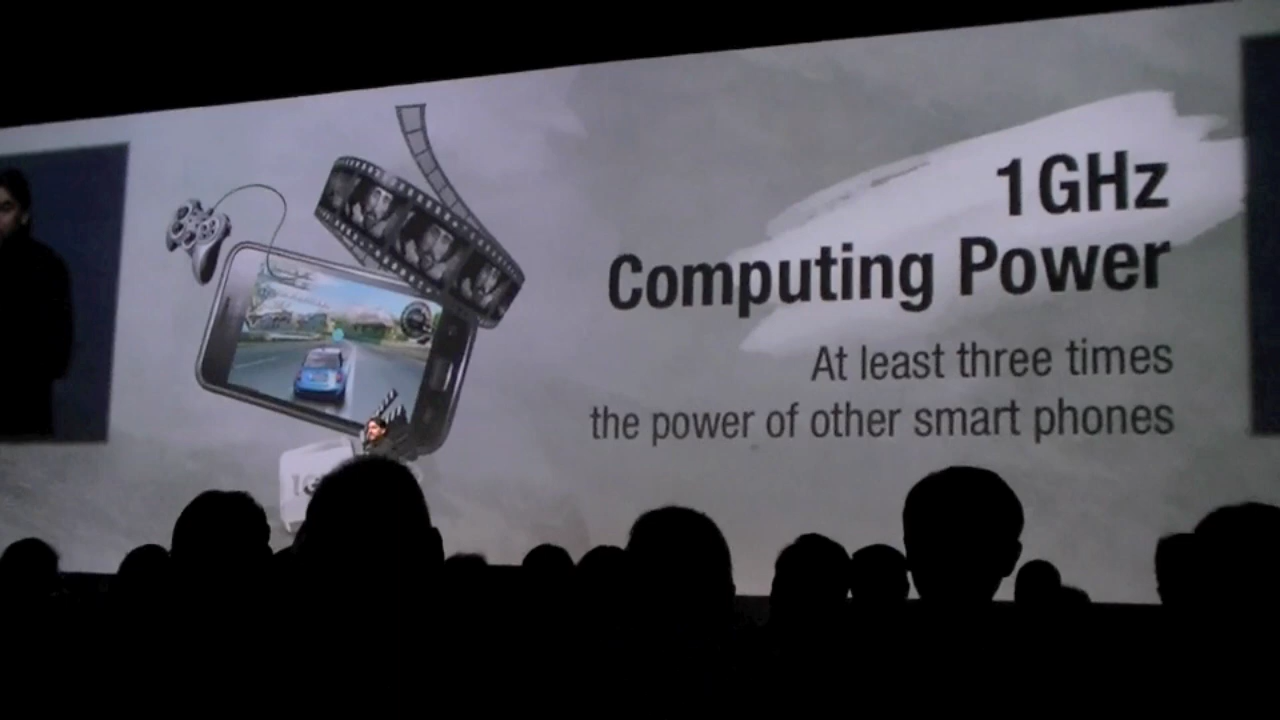 1GHz
Computing Power
At least three times
the power of other smart phones